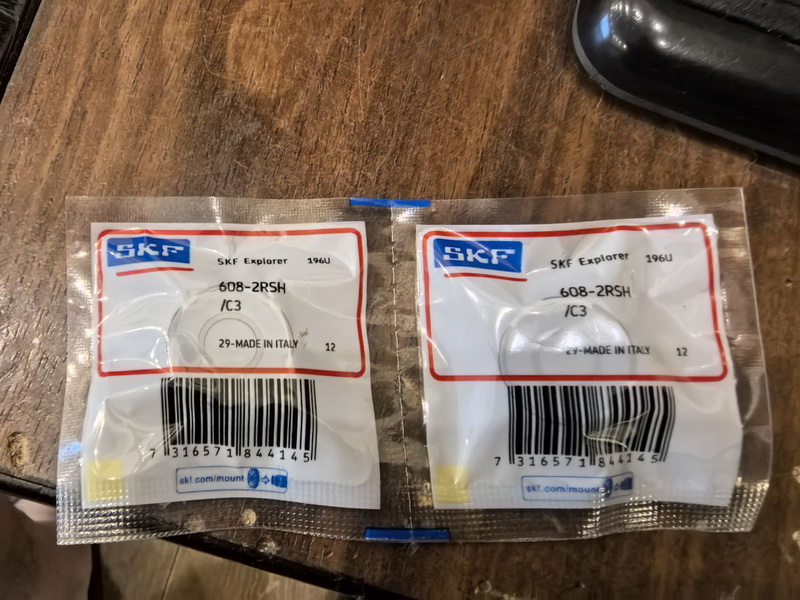 SKF
SKF Explorer 196U
608-2RSH
/C3
29-MADE IN ITALY 12
7 316571 844145
skf.com/mount
SKF
SKF Explorer 196U
608-2RSH
/C3
29-MADE IN ITALY 12
7 316571 844145
skf.com/mount